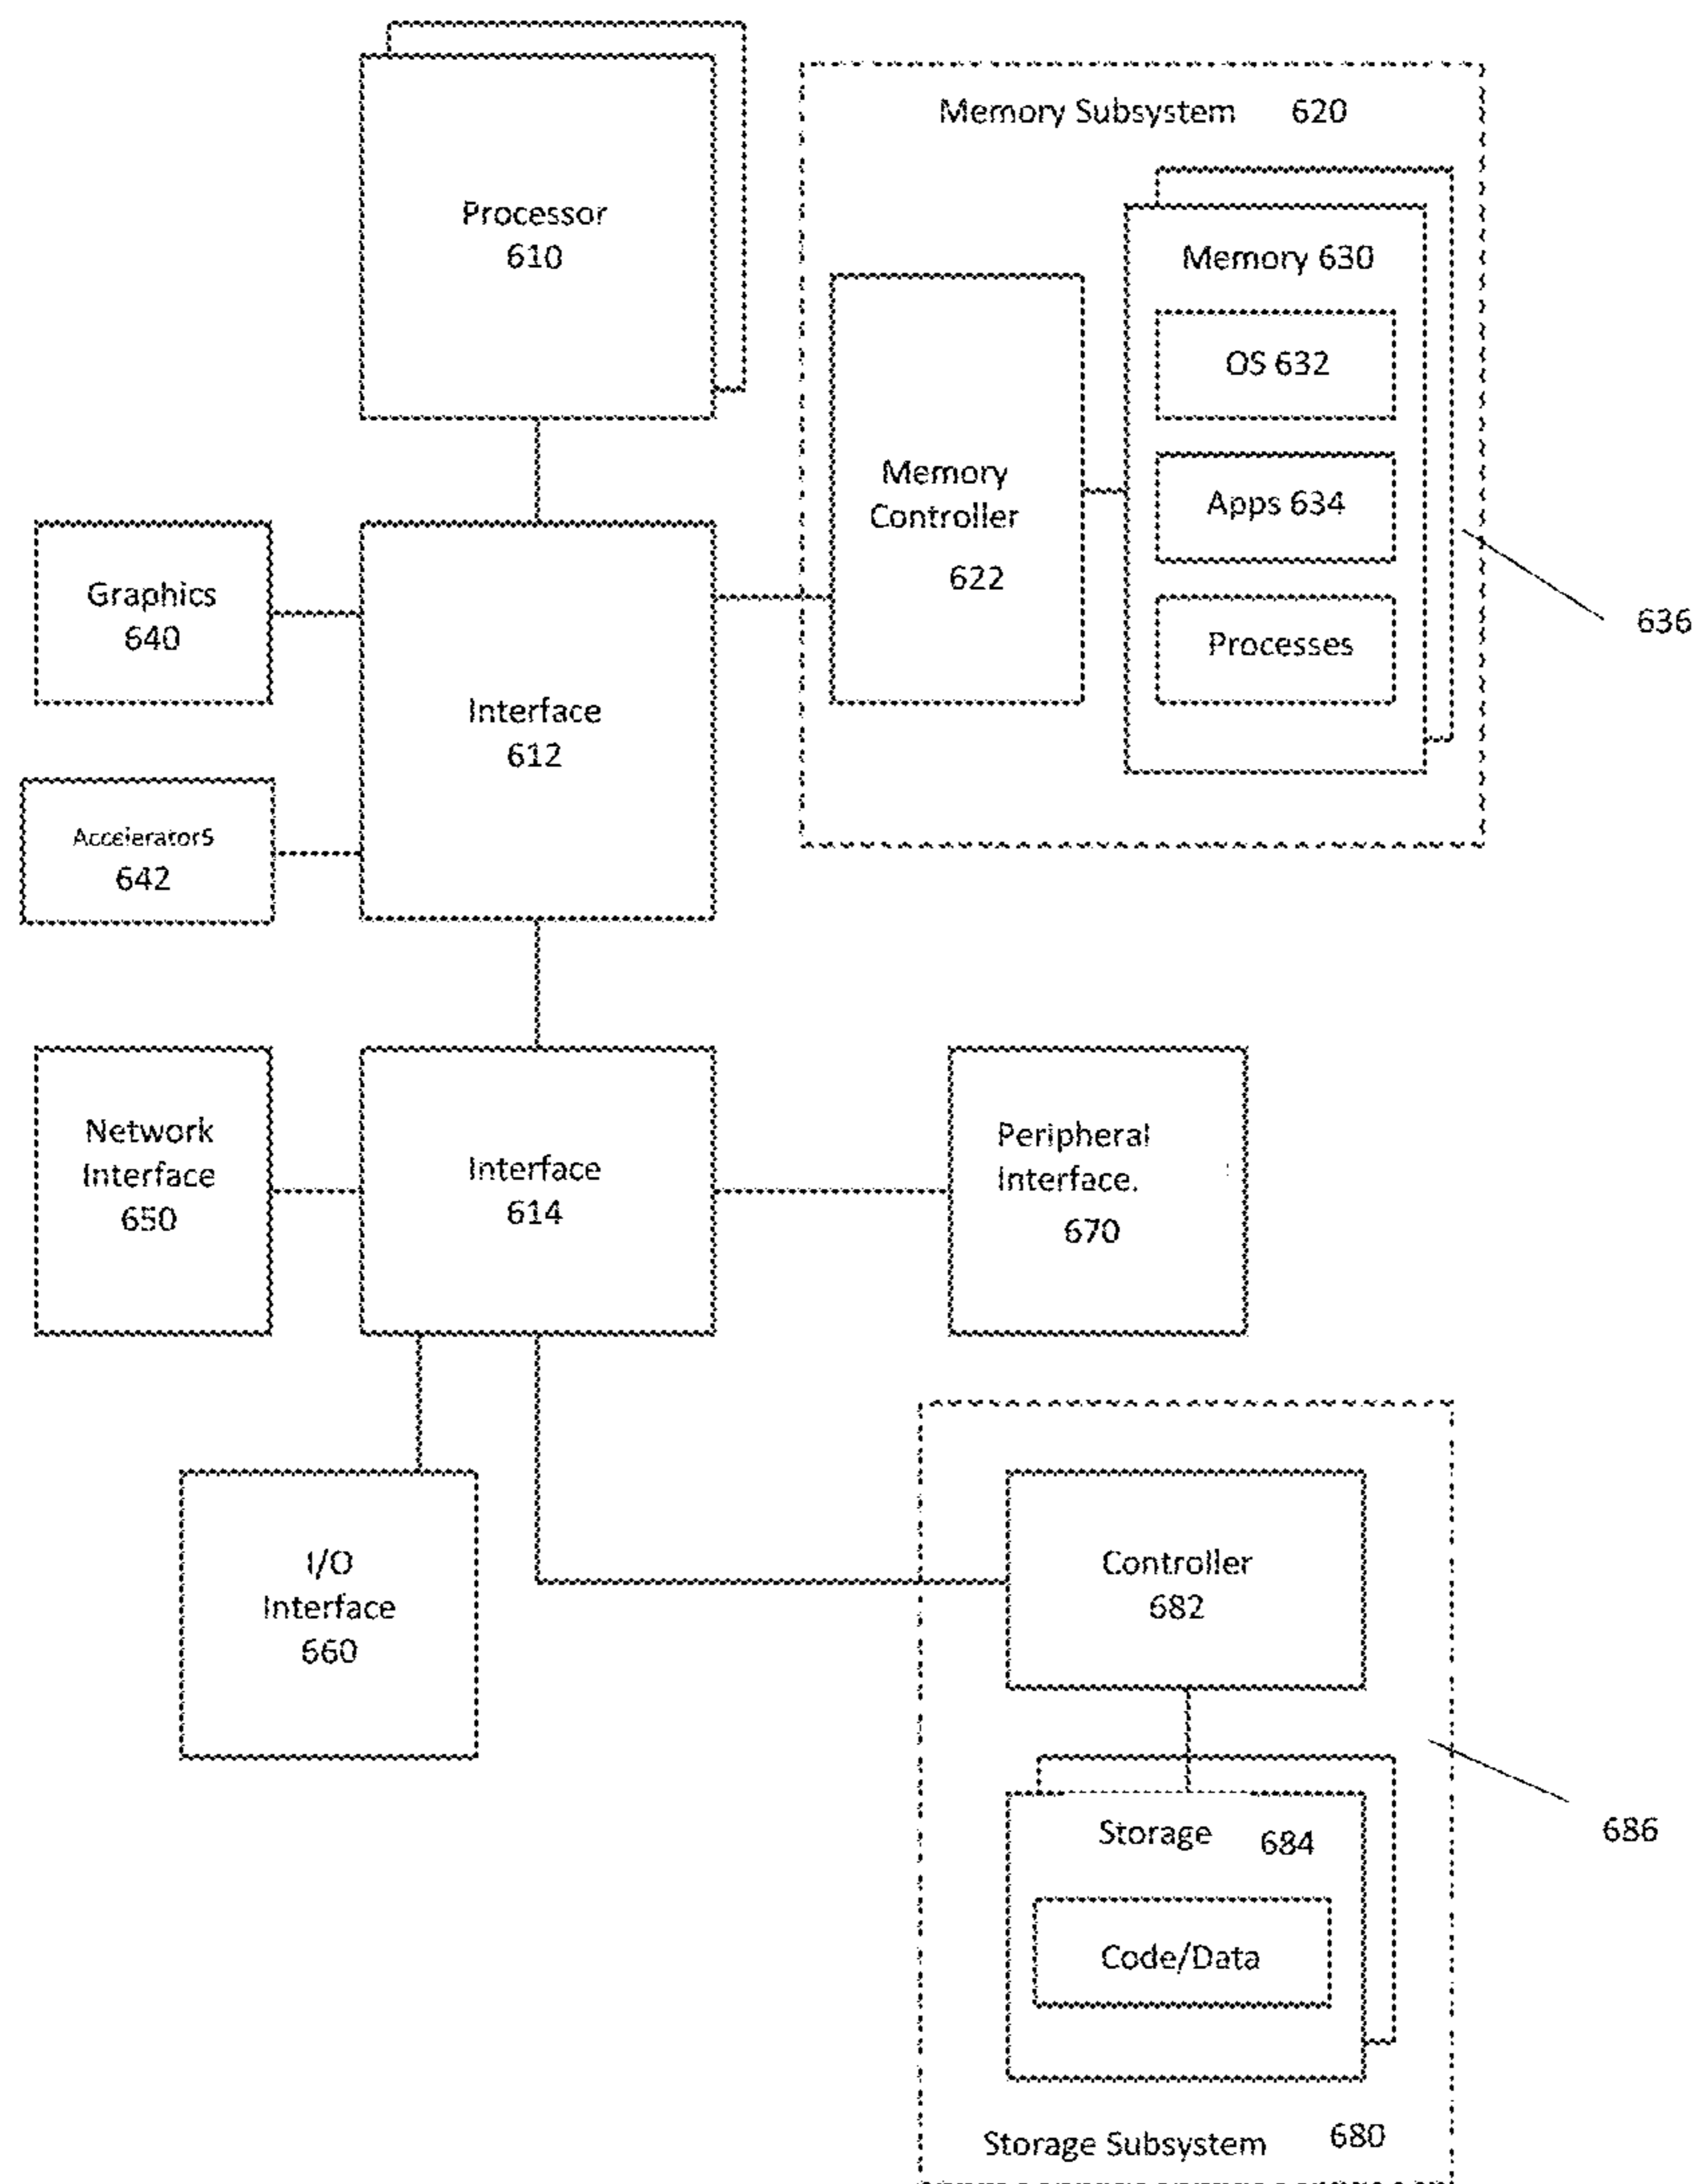 Processor
610
Memory Subsystem 620
Memory 630
OS 632
Apps 634
Processes
Memory
Controller
622
636
Graphics
640
Interface
612
Accelerators
642
Network
Interface
650
Interface
614
Peripheral
Interface.
670
I/O
Interface
660
Controller
682
686
Storage 684
Code/Data
Storage Subsystem 680